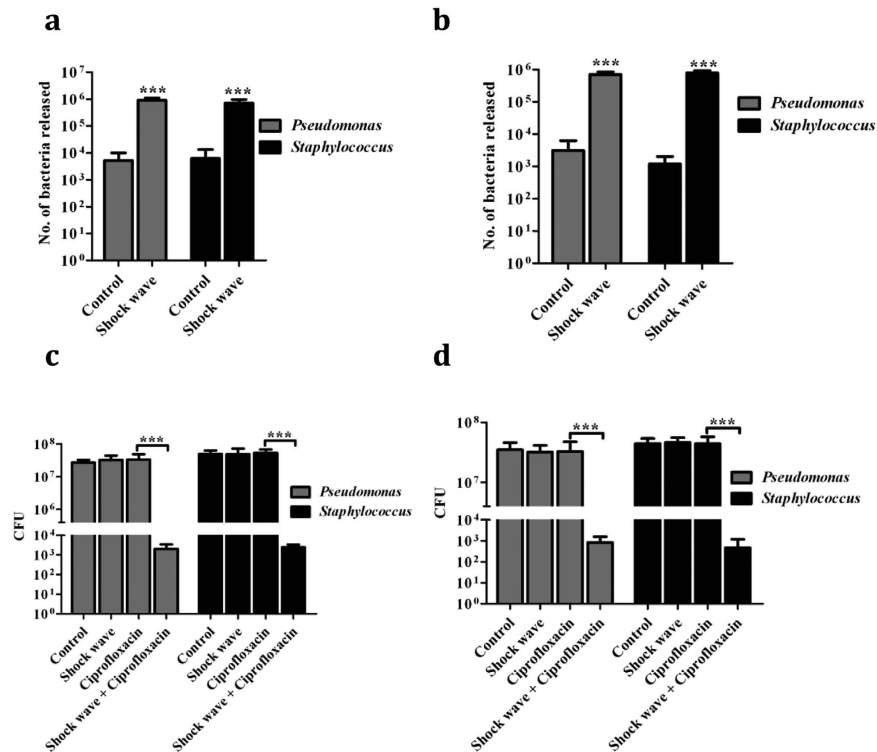 a
No. of bacteria released
10⁷
10⁶
10⁵
10⁴
10³
10²
10¹
10⁰
***
***
Pseudomonas
Staphylococcus
Control
Shock wave
Control
Shock wave
b
No. of bacteria released
10⁶
10⁵
10⁴
10³
10²
10¹
10⁰
***
***
Pseudomonas
Staphylococcus
Control
Shock wave
Control
Shock wave
c
CFU
10⁸
10⁷
10⁶
10⁴
10³
10²
10¹
10⁰
***
***
Pseudomonas
Staphylococcus
Control
Shock wave
Ciprofloxacin
Shock wave + Ciprofloxacin
Control
Shock wave
Ciprofloxacin
Shock wave + Ciprofloxacin
d
CFU
10⁸
10⁷
10⁴
10³
10²
10¹
10⁰
***
***
Pseudomonas
Staphylococcus
Control
Shock wave
Ciprofloxacin
Shock wave + Ciprofloxacin
Control
Shock wave
Ciprofloxacin
Shock wave + Ciprofloxacin